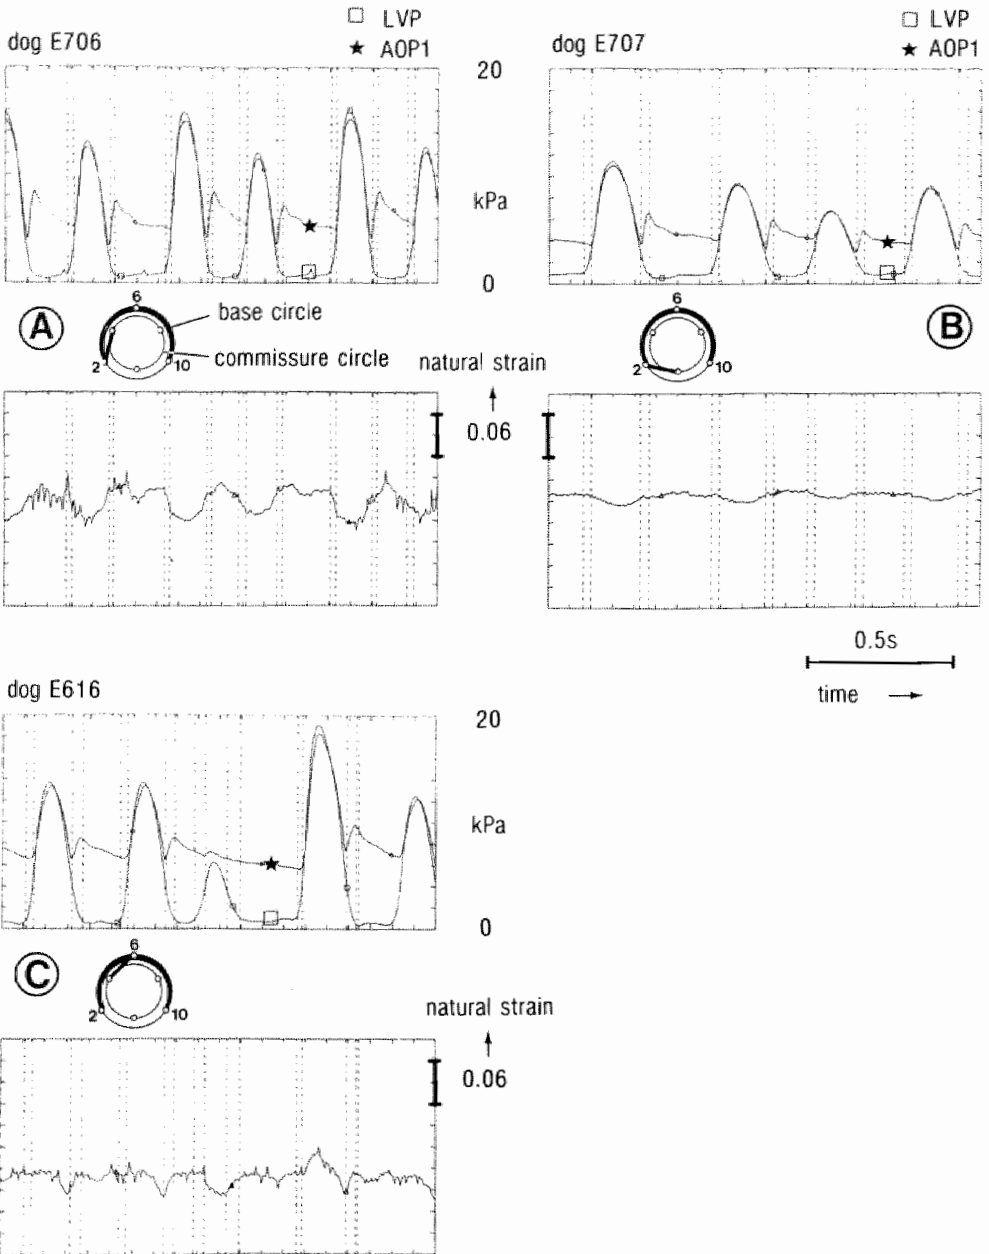 □ LVP
★ AOP1
dog E706
20
kPa
0
A
6
2
10
base circle
commissure circle
natural strain
0.06
□ LVP
★ AOP1
dog E707
6
2
10
B
0.5s
time
dog E616
20
kPa
0
C
6
2
10
natural strain
0.06